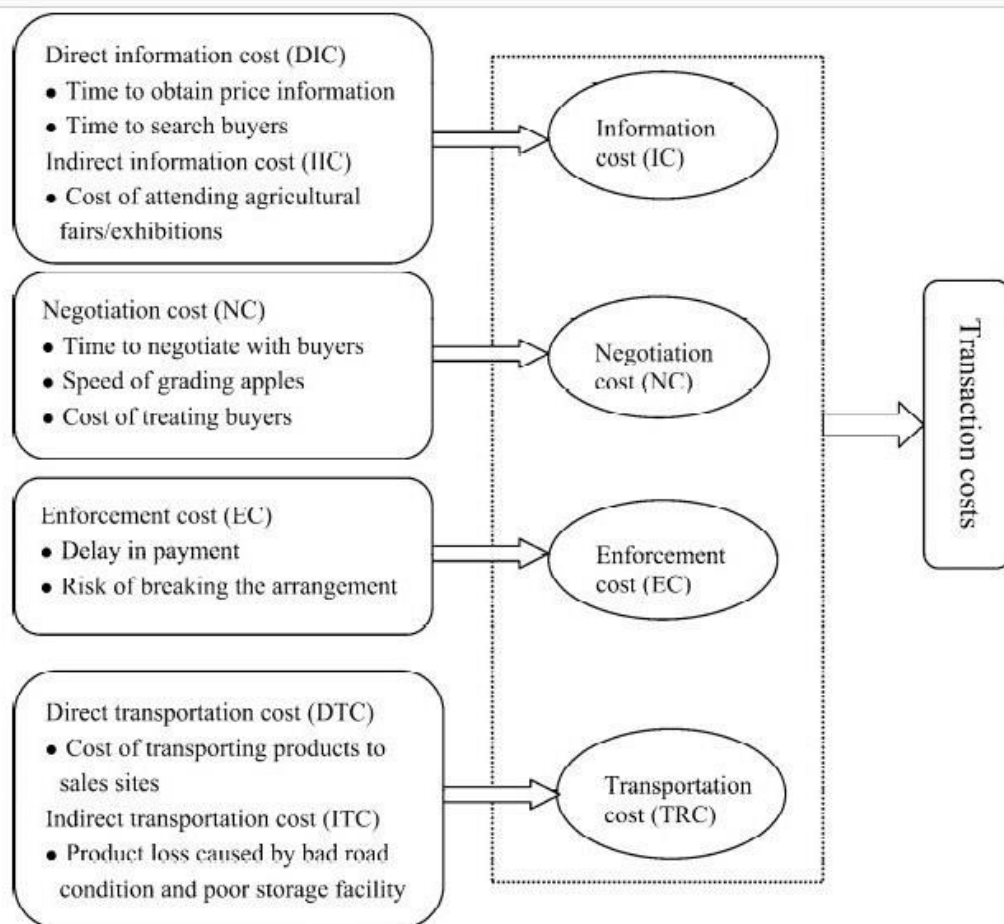 Direct information cost (DIC)
• Time to obtain price information
• Time to search buyers
Indirect information cost (IIC)
• Cost of attending agricultural
fairs/exhibitions
Information
cost (IC)
Negotiation cost (NC)
• Time to negotiate with buyers
• Speed of grading apples
• Cost of treating buyers
Negotiation
cost (NC)
Enforcement cost (EC)
• Delay in payment
• Risk of breaking the arrangement
Enforcement
cost (EC)
Direct transportation cost (DTC)
• Cost of transporting products to
sales sites
Indirect transportation cost (ITC)
• Product loss caused by bad road
condition and poor storage facility
Transportation
cost (TRC)
Transaction costs